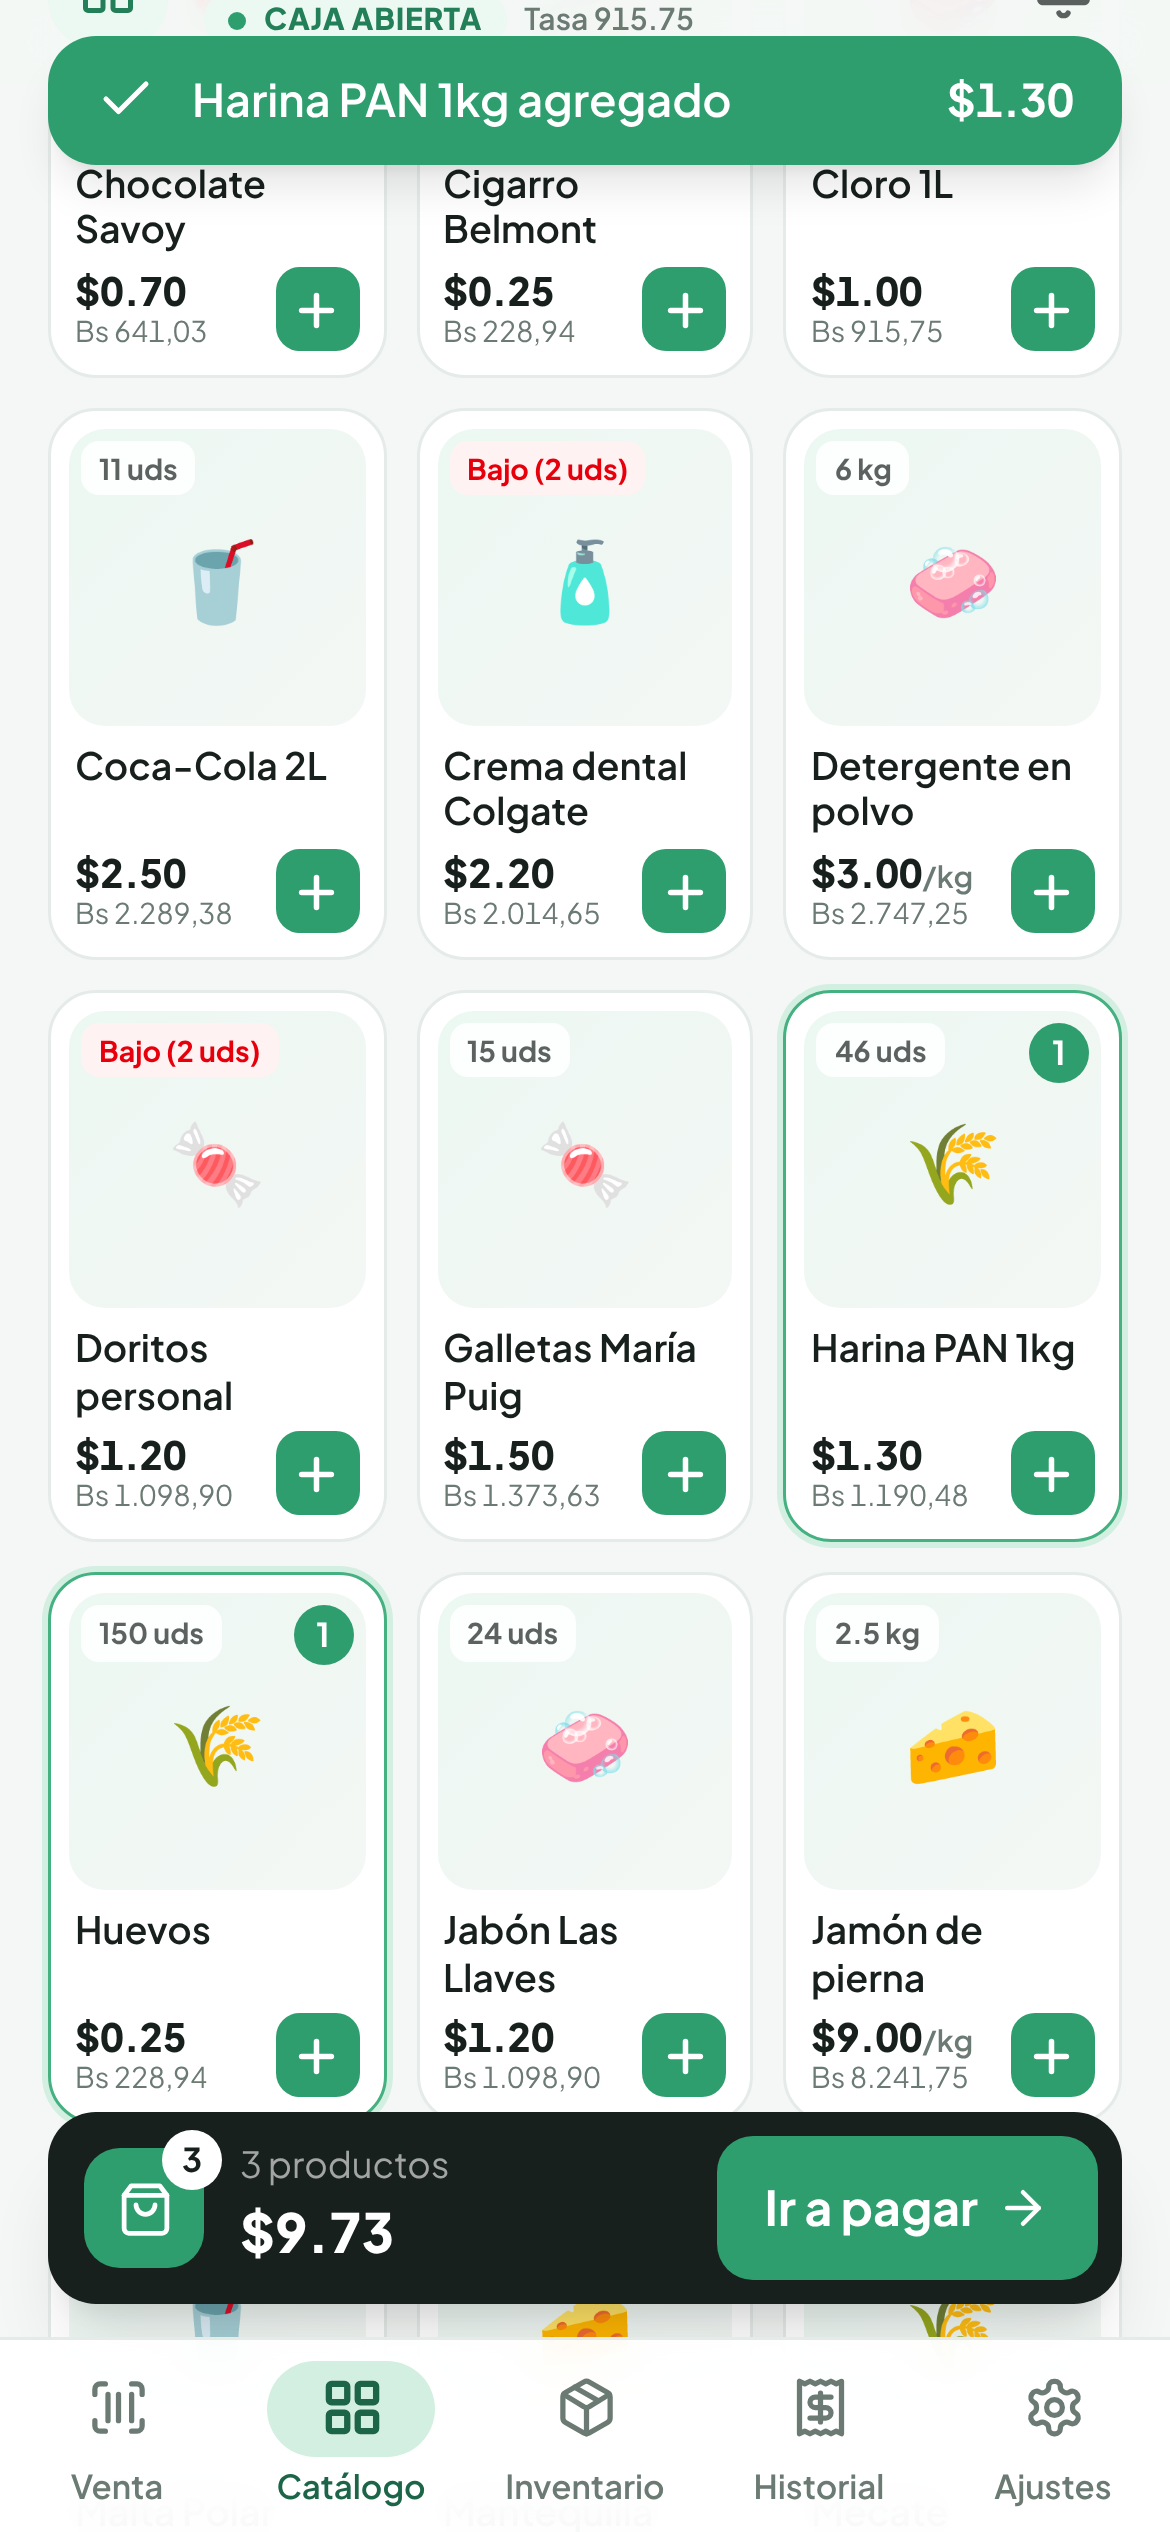 CAJA ABIERTA Tasa 915.75
Harina PAN 1kg agregado $1.30
Chocolate Savoy
$0.70
Bs 641,03
Cigarro Belmont
$0.25
Bs 228,94
Cloro 1L
$1.00
Bs 915,75
11 uds
Coca-Cola 2L
$2.50
Bs 2.289,38
Bajo (2 uds)
Crema dental
Colgate
$2.20
Bs 2.014,65
6 kg
Detergente en
polvo
$3.00/kg
Bs 2.747,25
Bajo (2 uds)
Doritos
personal
$1.20
Bs 1.098,90
15 uds
Galletas María
Puig
$1.50
Bs 1.373,63
46 uds
1
Harina PAN 1kg
$1.30
Bs 1.190,48
150 uds
1
Huevos
$0.25
Bs 228,94
24 uds
Jabón Las
Llaves
$1.20
Bs 1.098,90
2.5 kg
Jamón de
pierna
$9.00/kg
Bs 8.241,75
3
3 productos
$9.73
Ir a pagar
Venta
Catálogo
Inventario
Historial
Ajustes
Malta Polar
Mantequilla
Mecate